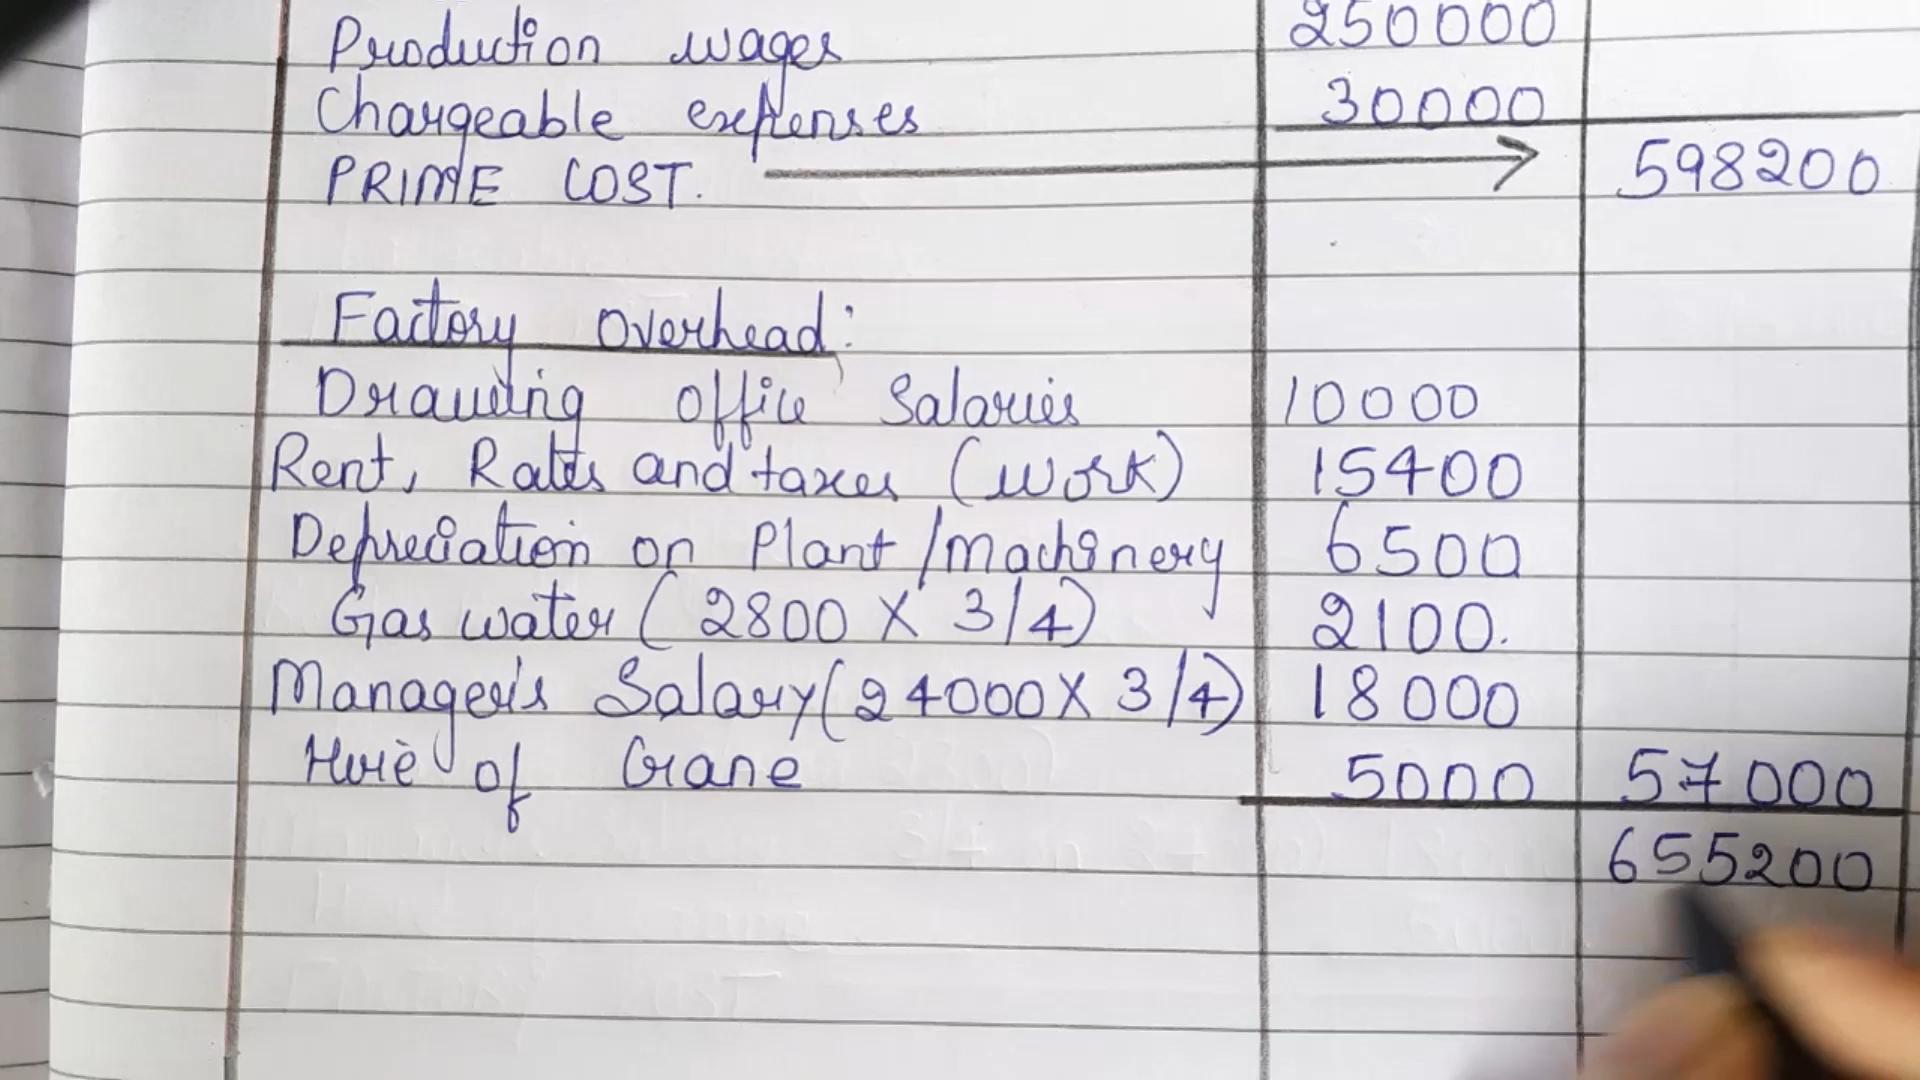 Production wages 250000
Chargeable expenses 30000
PRIME COST. 598200
Factory overhead:
Drawing office Salaries 10000
Rent, Rates and taxes (work) 15400
Depreciation on Plant/Machinery 6500
Gas water (2800 X 3/4) 2100.
Manager's Salary (24000 X 3/4) 18000
Hire of Crane 5000 57000
655200